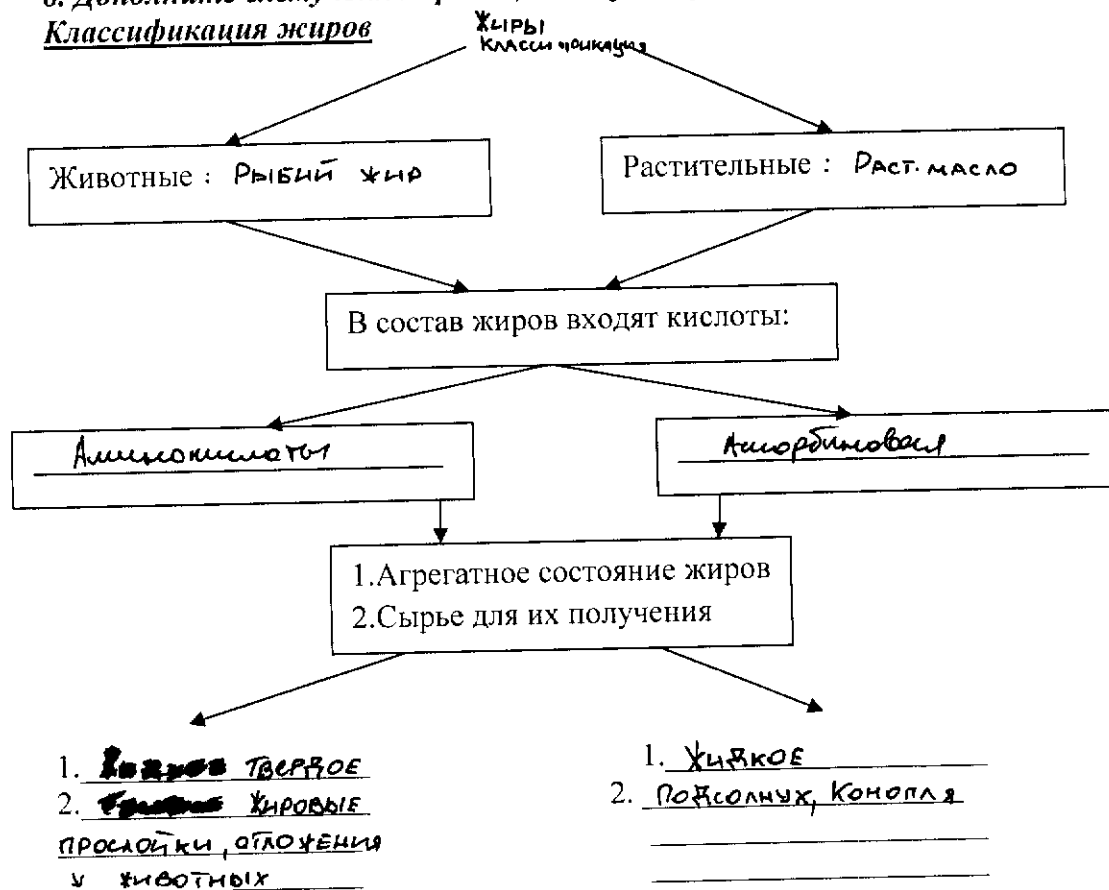 Классификация жиров
Жиры
классификация
Животные : Рыбий жир
Растительные : Раст. масло
В состав жиров входят кислоты:
Аминокислоты
Аскорбиновая
1.Агрегатное состояние жиров
2.Сырье для их получения
1. твердое
2. жировые
прослойки, отложения
у животных
1. Жидкое
2. Подсолнух, Конопля